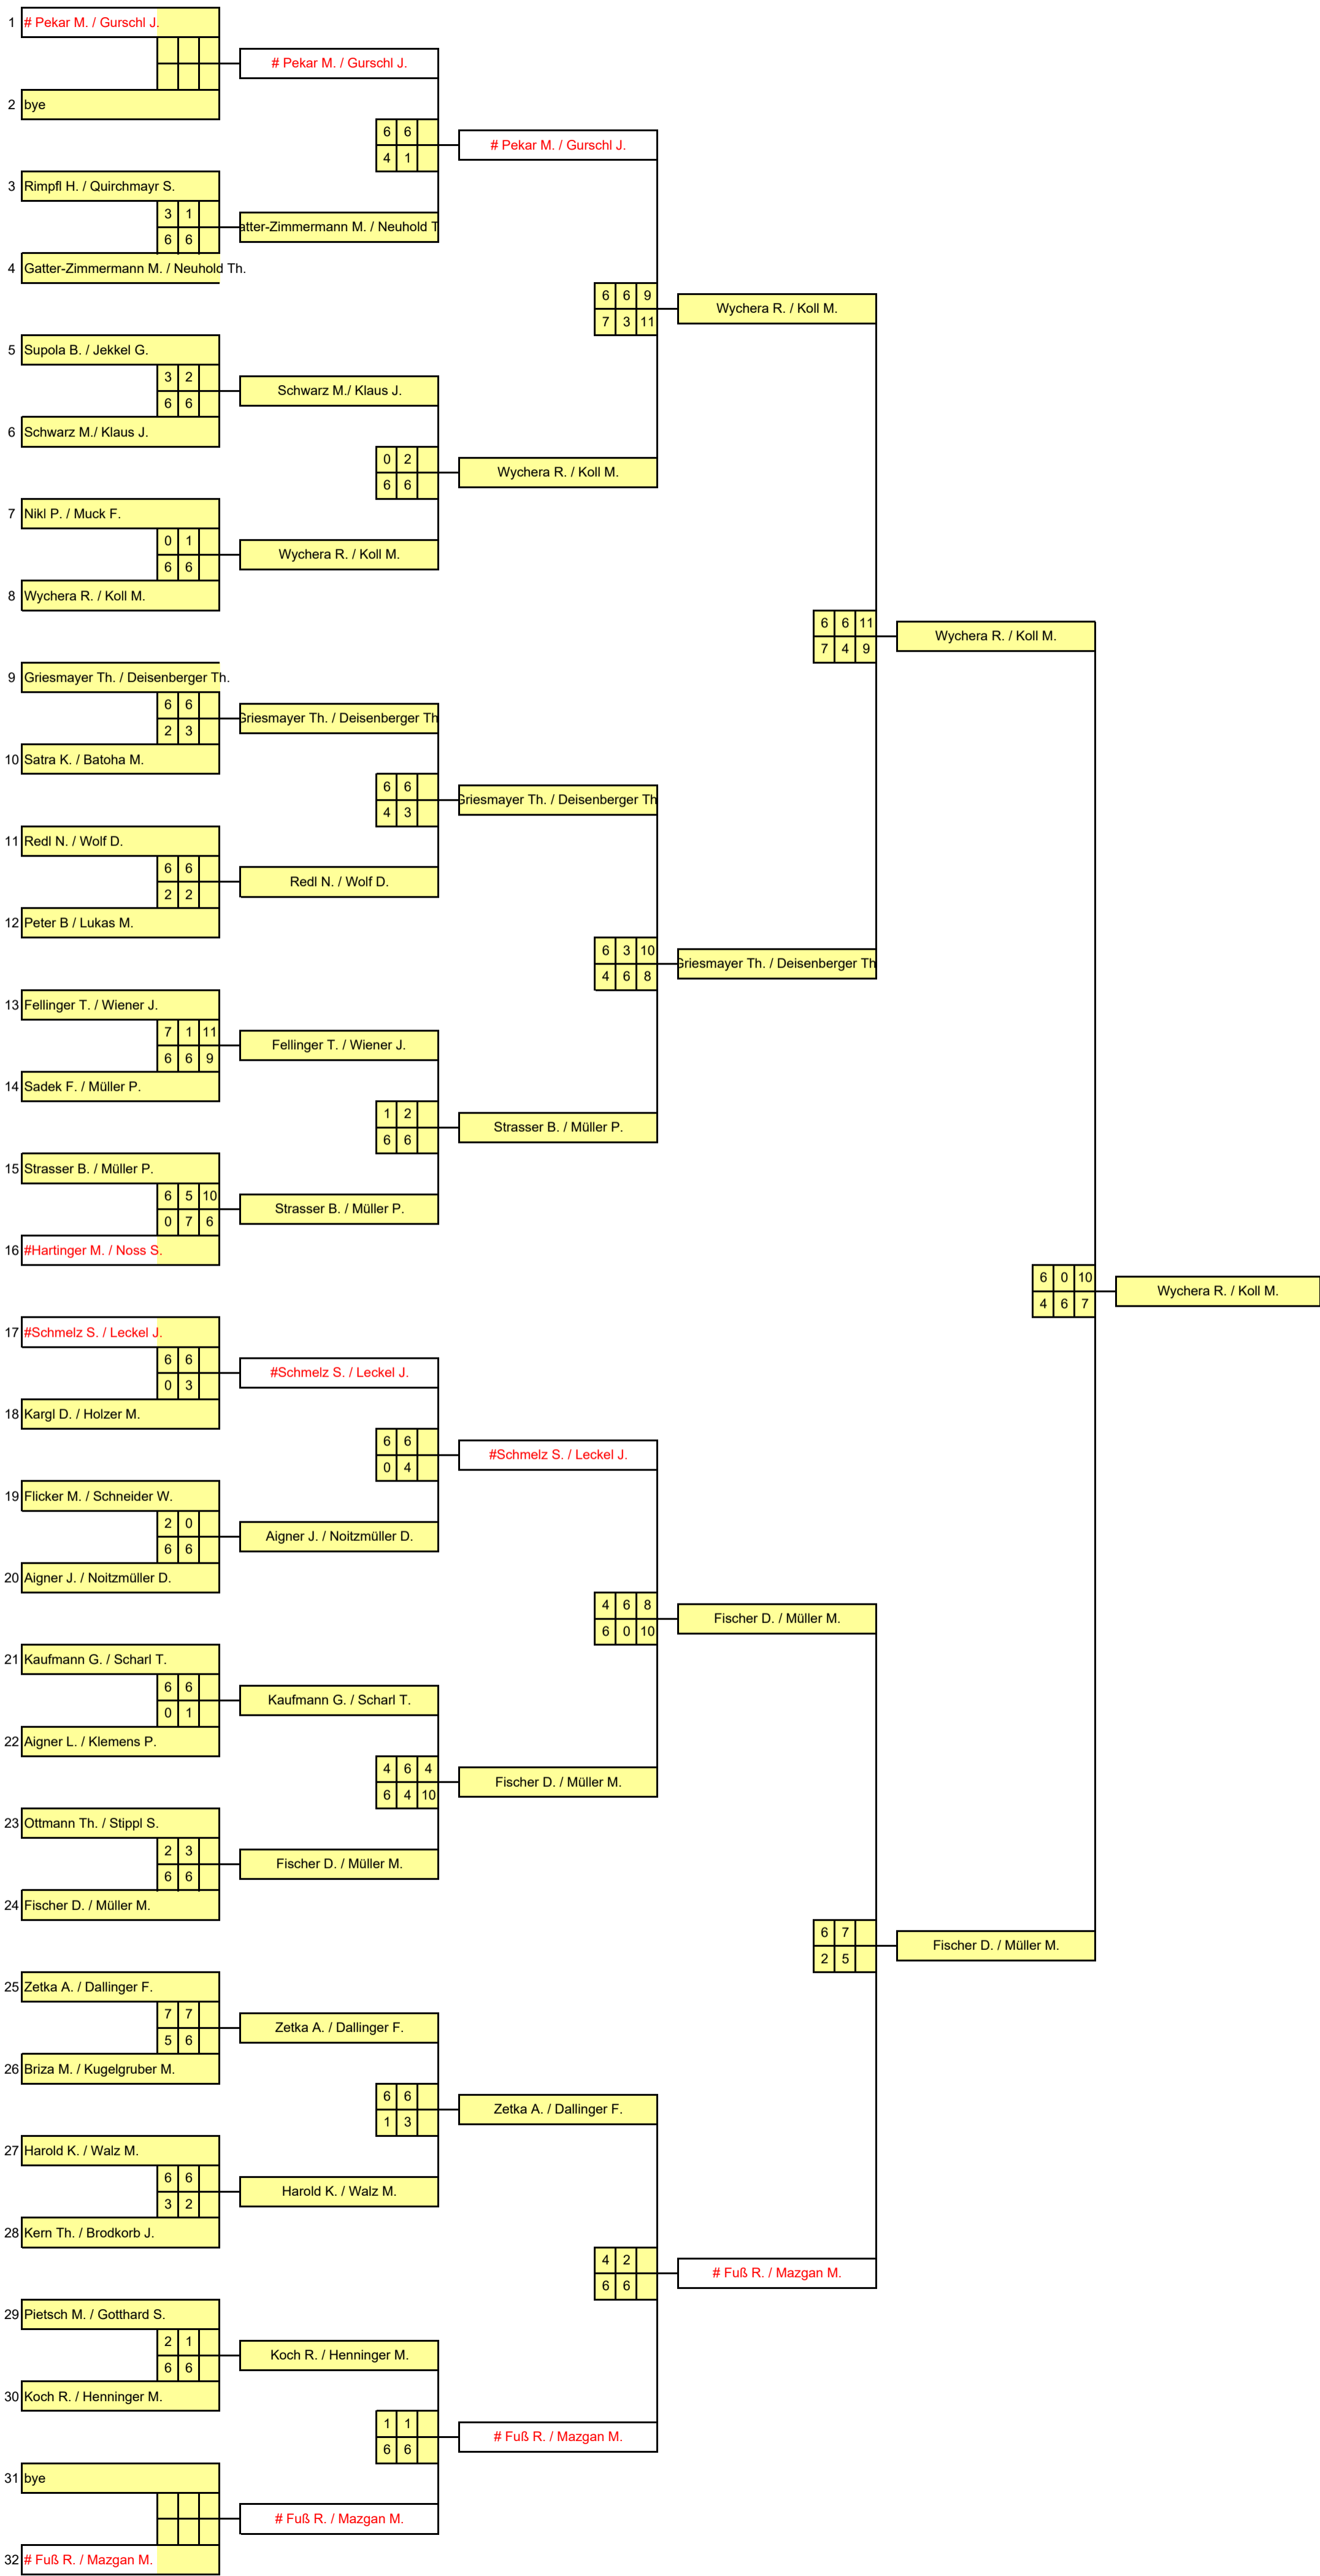 1 # Pekar M. / Gurschl J.
# Pekar M. / Gurschl J.
2 bye
6 6
# Pekar M. / Gurschl J.
4 1
3 Rimpfl H. / Quirchmayr S.
3 1
atter-Zimmermann M. / Neuhold T
6 6
4 Gatter-Zimmermann M. / Neuhold Th.
6 6 9
Wychera R. / Koll M.
7 3 11
5 Supola B. / Jekkel G.
3 2
Schwarz M./ Klaus J.
6 6
6 Schwarz M./ Klaus J.
0 2
Wychera R. / Koll M.
6 6
7 Nikl P. / Muck F.
0 1
Wychera R. / Koll M.
6 6
8 Wychera R. / Koll M.
6 6 11
Wychera R. / Koll M.
7 4 9
9 Griesmayer Th. / Deisenberger Th.
6 6
Griesmayer Th. / Deisenberger Th
2 3
10 Satra K. / Batoha M.
6 6
Griesmayer Th. / Deisenberger Th
4 3
11 Redl N. / Wolf D.
6 6
Redl N. / Wolf D.
2 2
12 Peter B / Lukas M.
6 3 10
Griesmayer Th. / Deisenberger Th
4 6 8
13 Fellinger T. / Wiener J.
7 1 11
Fellinger T. / Wiener J.
6 6 9
14 Sadek F. / Müller P.
1 2
Strasser B. / Müller P.
6 6
15 Strasser B. / Müller P.
6 5 10
Strasser B. / Müller P.
0 7 6
16 #Hartinger M. / Noss S.
6 0 10
Wychera R. / Koll M.
4 6 7
17 #Schmelz S. / Leckel J.
6 6
#Schmelz S. / Leckel J.
0 3
18 Kargl D. / Holzer M.
6 6
#Schmelz S. / Leckel J.
0 4
19 Flicker M. / Schneider W.
2 0
Aigner J. / Noitzmüller D.
6 6
20 Aigner J. / Noitzmüller D.
4 6 8
Fischer D. / Müller M.
6 0 10
21 Kaufmann G. / Scharl T.
6 6
Kaufmann G. / Scharl T.
0 1
22 Aigner L. / Klemens P.
4 6 4
Fischer D. / Müller M.
6 4 10
23 Ottmann Th. / Stippl S.
2 3
Fischer D. / Müller M.
6 6
24 Fischer D. / Müller M.
6 7
Fischer D. / Müller M.
2 5
25 Zetka A. / Dallinger F.
7 7
Zetka A. / Dallinger F.
5 6
26 Briza M. / Kugelgruber M.
6 6
Zetka A. / Dallinger F.
1 3
27 Harold K. / Walz M.
6 6
Harold K. / Walz M.
3 2
28 Kern Th. / Brodkorb J.
4 2
# Fuß R. / Mazgan M.
6 6
29 Pietsch M. / Gotthard S.
2 1
Koch R. / Henninger M.
6 6
30 Koch R. / Henninger M.
1 1
# Fuß R. / Mazgan M.
6 6
31 bye
# Fuß R. / Mazgan M.
32 # Fuß R. / Mazgan M.